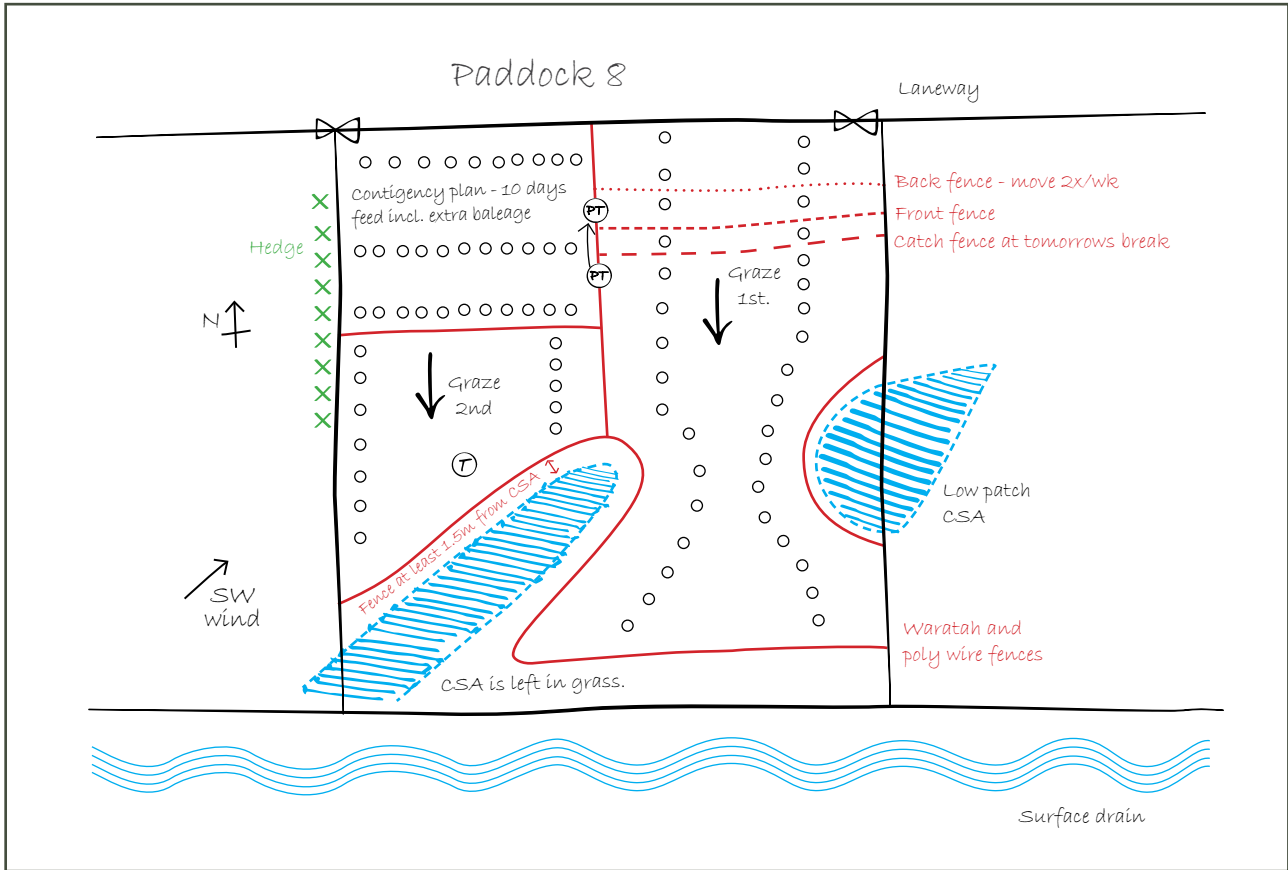 Paddock 8
Laneway
Contigency plan - 10 days
feed incl. extra baleage
Back fence - move 2x/wk
PT
Front fence
Catch fence at tomorrows break
Hedge
PT
Graze
1st.
N
Graze
2nd
T
Fence at least 1.5m from CSA
Low patch
CSA
SW
wind
Waratah and
poly wire fences
CSA is left in grass.
Surface drain